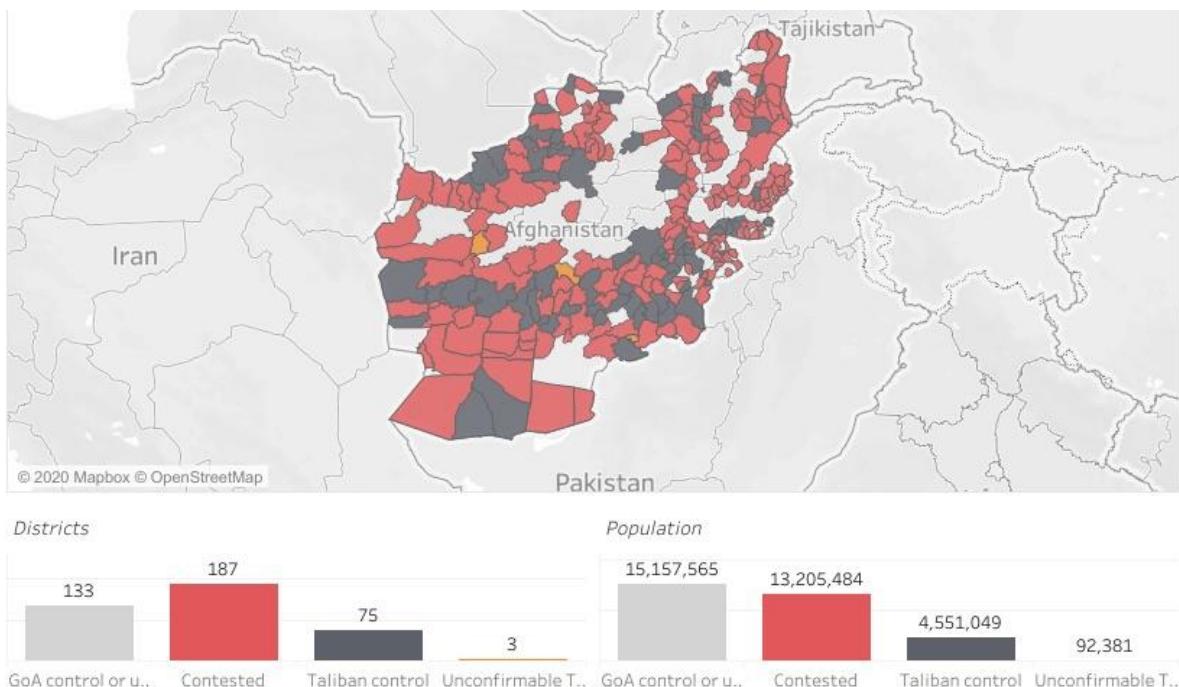 Tajikistan
Afghanistan
Iran
Pakistan
© 2020 Mapbox © OpenStreetMap
Districts
133
187
75
3
GoA control or u..
Contested
Taliban control
Unconfirmable T..
Population
15,157,565
13,205,484
4,551,049
92,381
GoA control or u..
Contested
Taliban control
Unconfirmable T..